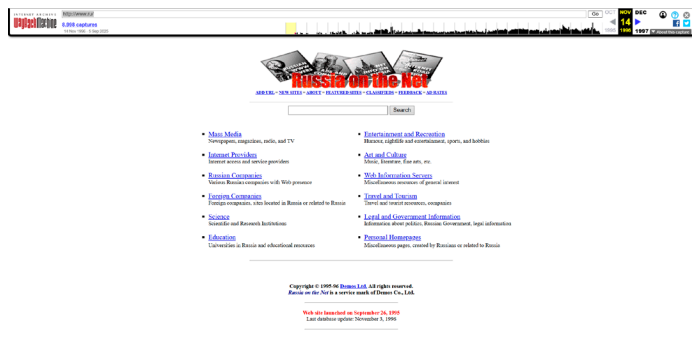 INTERNET ARCHIVE
WayBackMachine
http://www.ru/
Go
OCT NOV DEC
8,898 captures
14
14 Nov 1996 - 5 Sep 2020
1995 1996 1997
About this capture
Russia on the Net
ADD URL - NEW SITES - ABOUT - FEATURED SITES - CLASSIFIEDS - FEEDBACK - AD RATES
Search
Mass Media
Newspapers, magazines, radio, and TV
Internet Providers
Internet access and service providers
Russian Companies
Various Russian companies with Web presence
Foreign Companies
Foreign companies, sites located in Russia or related to Russia
Science
Scientific and Research Institutions
Education
Universities in Russia and educational resources
Entertainment and Recreation
Humour, nightlife and entertainment, sports, and hobbies
Art and Culture
Music, literature, fine arts, etc.
Web Information Servers
Miscellaneous resources of general interest
Travel and Tourism
Travel and tourist resources, companies
Legal and Government Information
Information about politics, Russian Government, legal information
Personal Homepages
Miscellaneous pages, created by Russians or related to Russia
Copyright © 1995-96 Demos Ltd. All rights reserved.
Russia on the Net is a service mark of Demos Co., Ltd.
Web site launched on September 26, 1995
Last database update: November 3, 1996